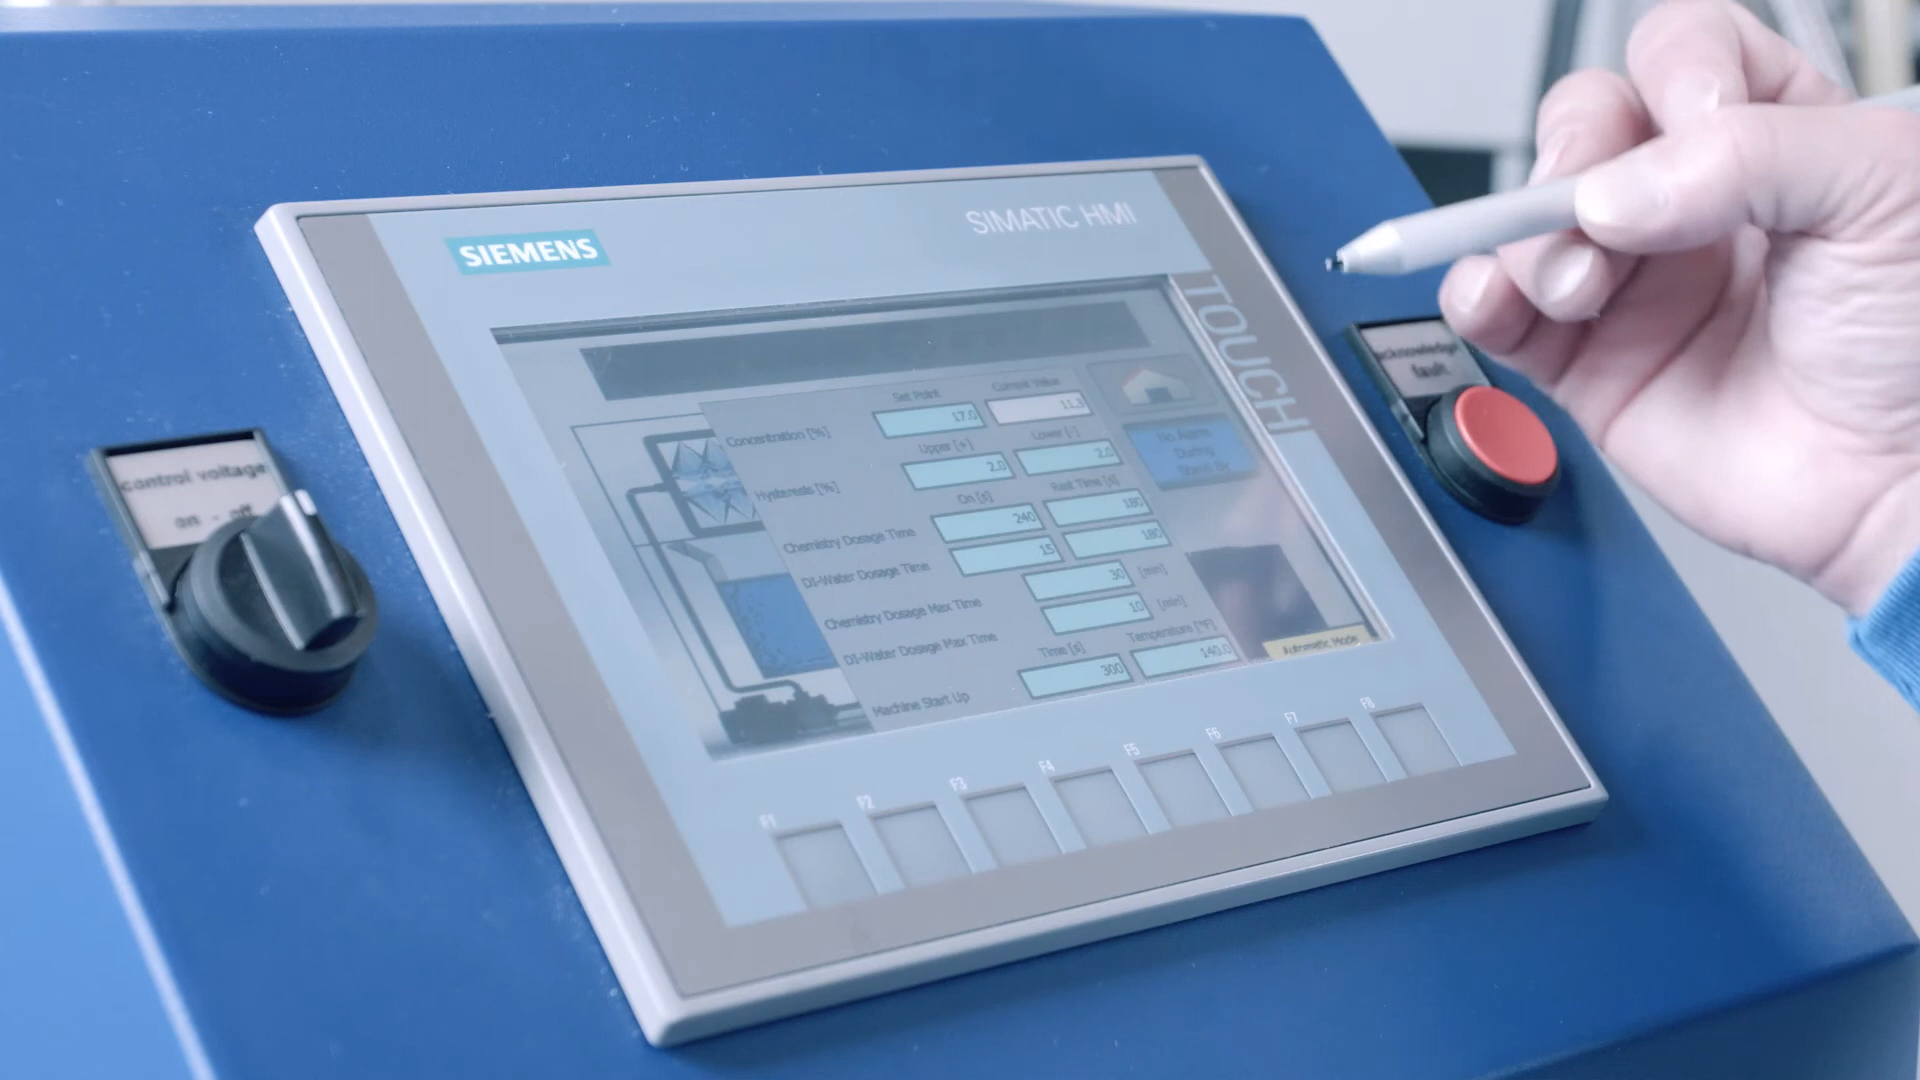 SIEMENS
SIMATIC HMI
TOUCH
control voltage
on - off
acknowledge
fault
Set Point
Current Value
Concentration [%]
17.0
11.3
Upper [+]
Lower [-]
Hysteresis [%]
2.0
2.0
On [s]
Rest Time [s]
Chemistry Dosage Time
240
180
DI-Water Dosage Time
15
180
Chemistry Dosage Max Time
30
[min]
DI-Water Dosage Max Time
10
[min]
Time [s]
Temperature [°F]
Machine Start Up
300
140.0
No Alarm
During
Stand By
Automatic Mode
F1
F2
F3
F4
F5
F6
F7
F8